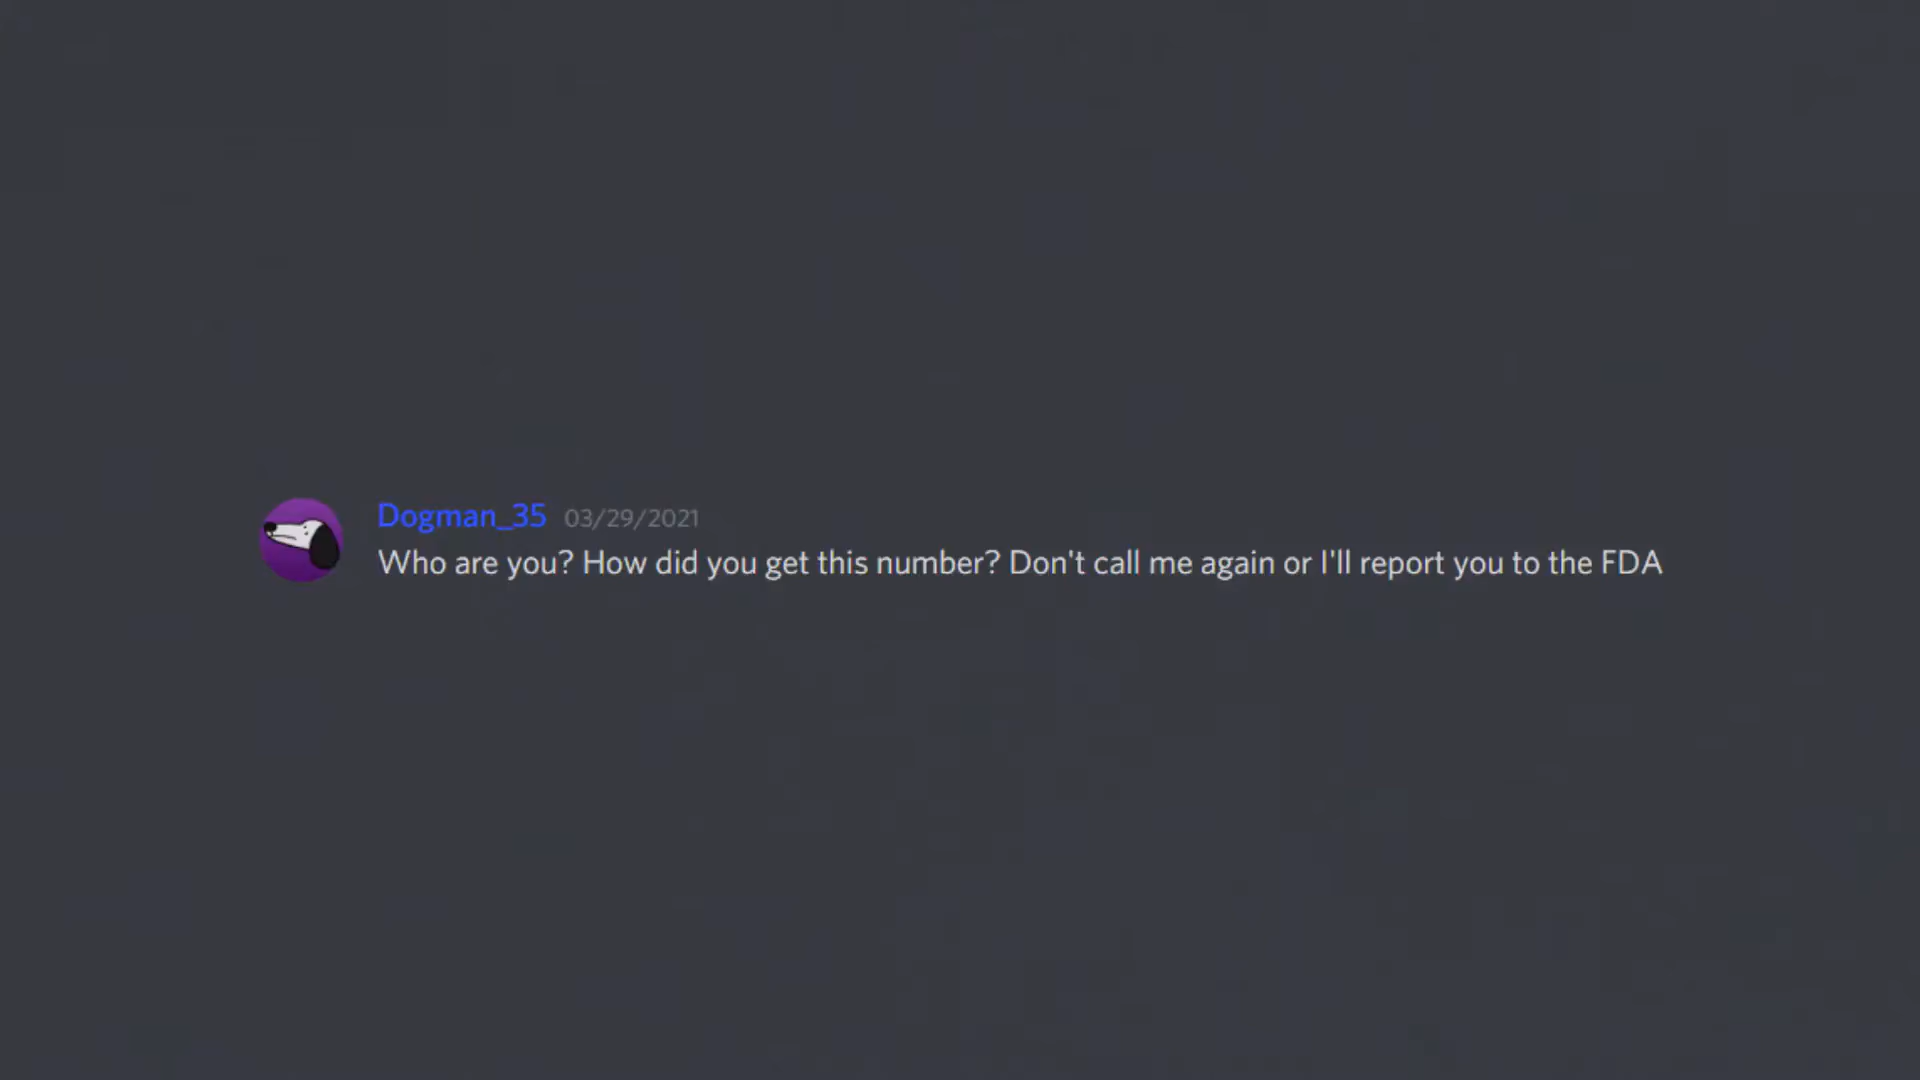 Dogman_35 03/29/2021
Who are you? How did you get this number? Don't call me again or I'll report you to the FDA